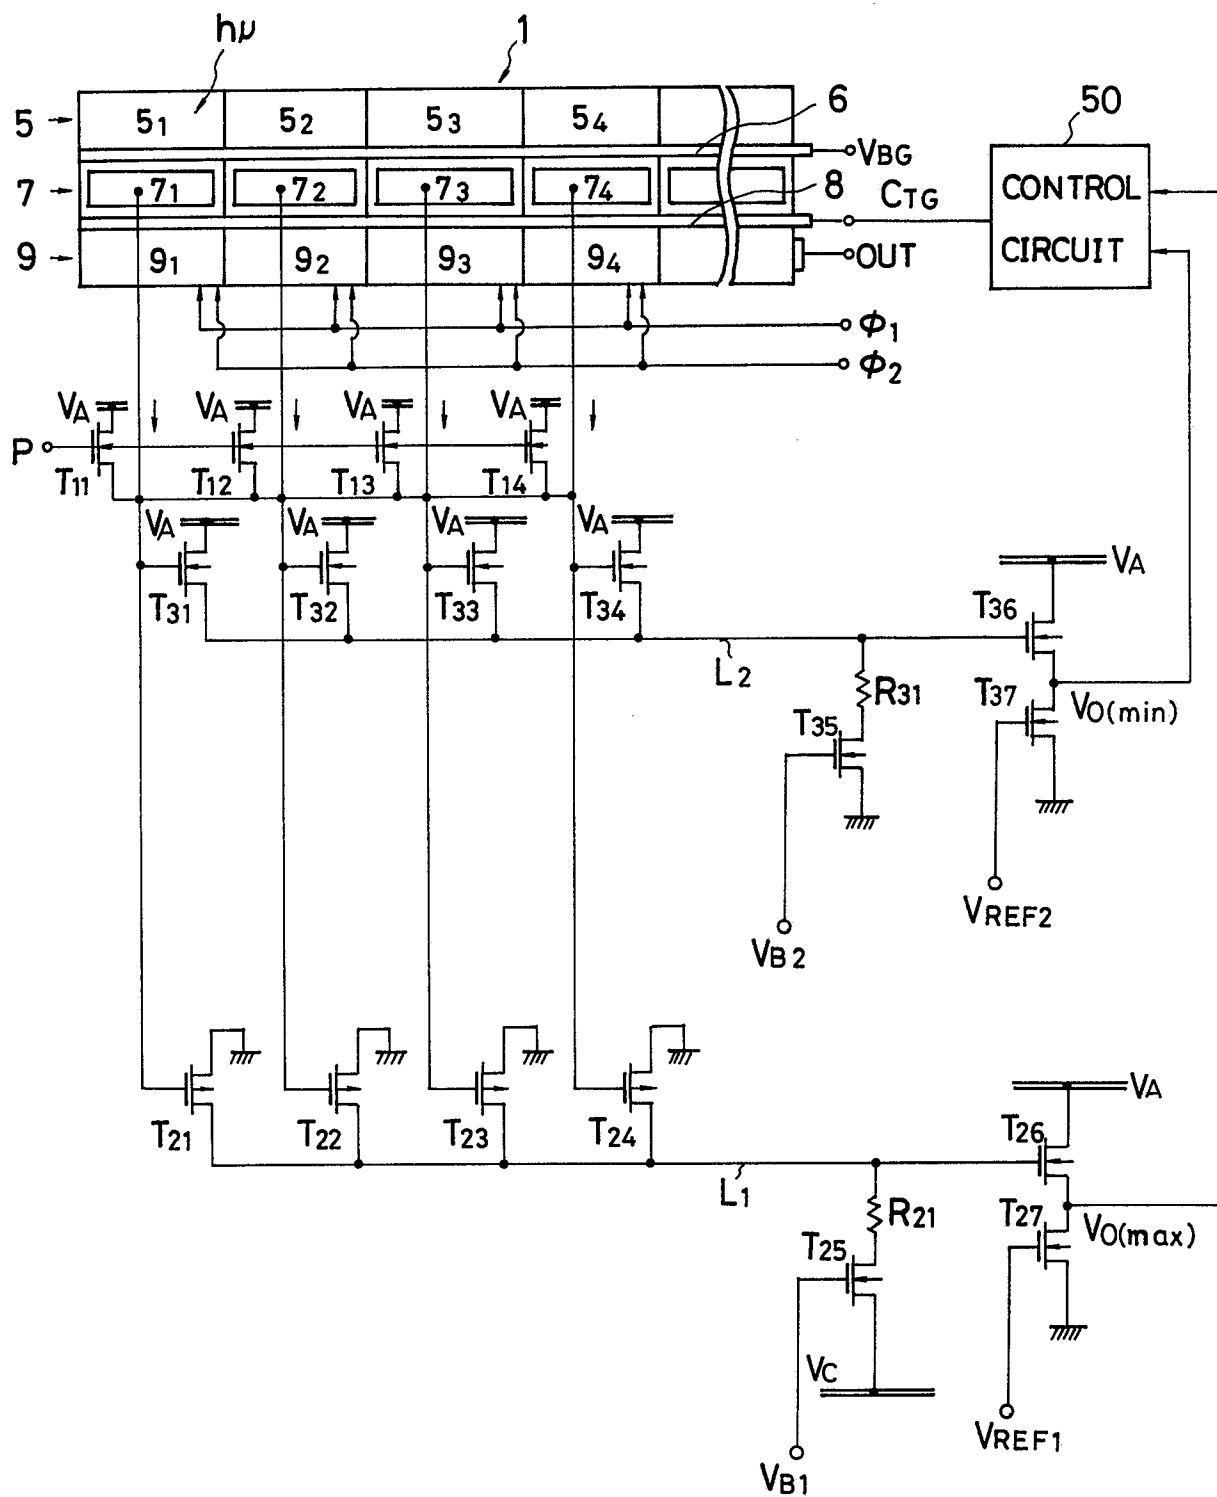 hν
1
5
5₁
5₂
5₃
5₄
6
50
VBG
7
7₁
7₂
7₃
7₄
8
CTG
CONTROL
CIRCUIT
9
9₁
9₂
9₃
9₄
OUT
ϕ1
ϕ2
VA
VA
VA
VA
P
T11
T12
T13
T14
VA
VA
VA
VA
VA
T31
T32
T33
T34
T36
L2
R31
T37
VO(min)
T35
VREF2
VB2
VA
T21
T22
T23
T24
T26
L1
R21
T27
VO(max)
T25
VC
VREF1
VB1